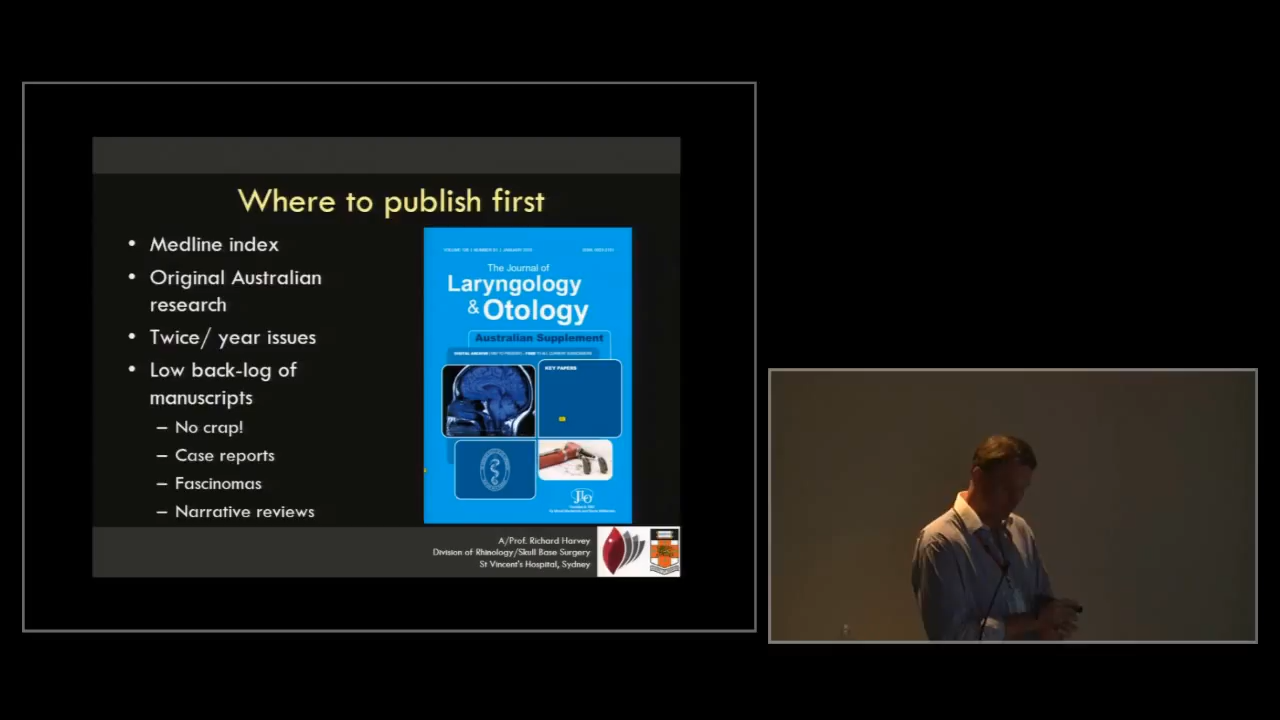 Where to publish first
• Medline index
• Original Australian
research
• Twice/ year issues
• Low back-log of
manuscripts
– No crap!
– Case reports
– Fascinomas
– Narrative reviews
The Journal of
Laryngology
& Otology
Australian Supplement
KEY PAPERS
JLO
A/Prof. Richard Harvey
Division of Rhinology/Skull Base Surgery
St Vincent's Hospital, Sydney